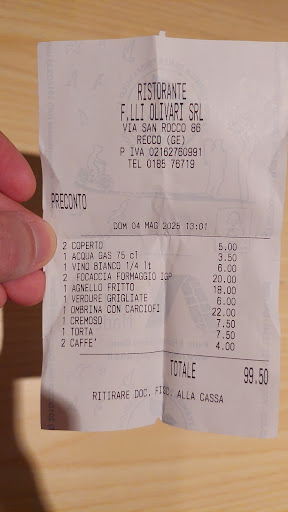 RISTORANTE
F.LLI OLIVARI SRL
VIA SAN ROCCO 66
RECCO (GE)
P IVA 02162760991
TEL 0185 76719
PRECONTO
DOM 04 MAG 2025 13:01
2 COPERTO 5.00
1 ACQUA GAS 75 cl 3.50
1 VINO BIANCO 1/4 lt 6.00
2 FOCACCIA FORMAGGIO IGP 20.00
1 AGNELLO FRITTO 18.00
1 VERDURE GRIGLIATE 6.00
1 OMBRINA CON CARCIOFI 22.00
1 CREMOSO 7.50
1 TORTA 7.50
2 CAFFE' 4.00
TOTALE 99.50
RITIRARE DOC. FISC. ALLA CASSA